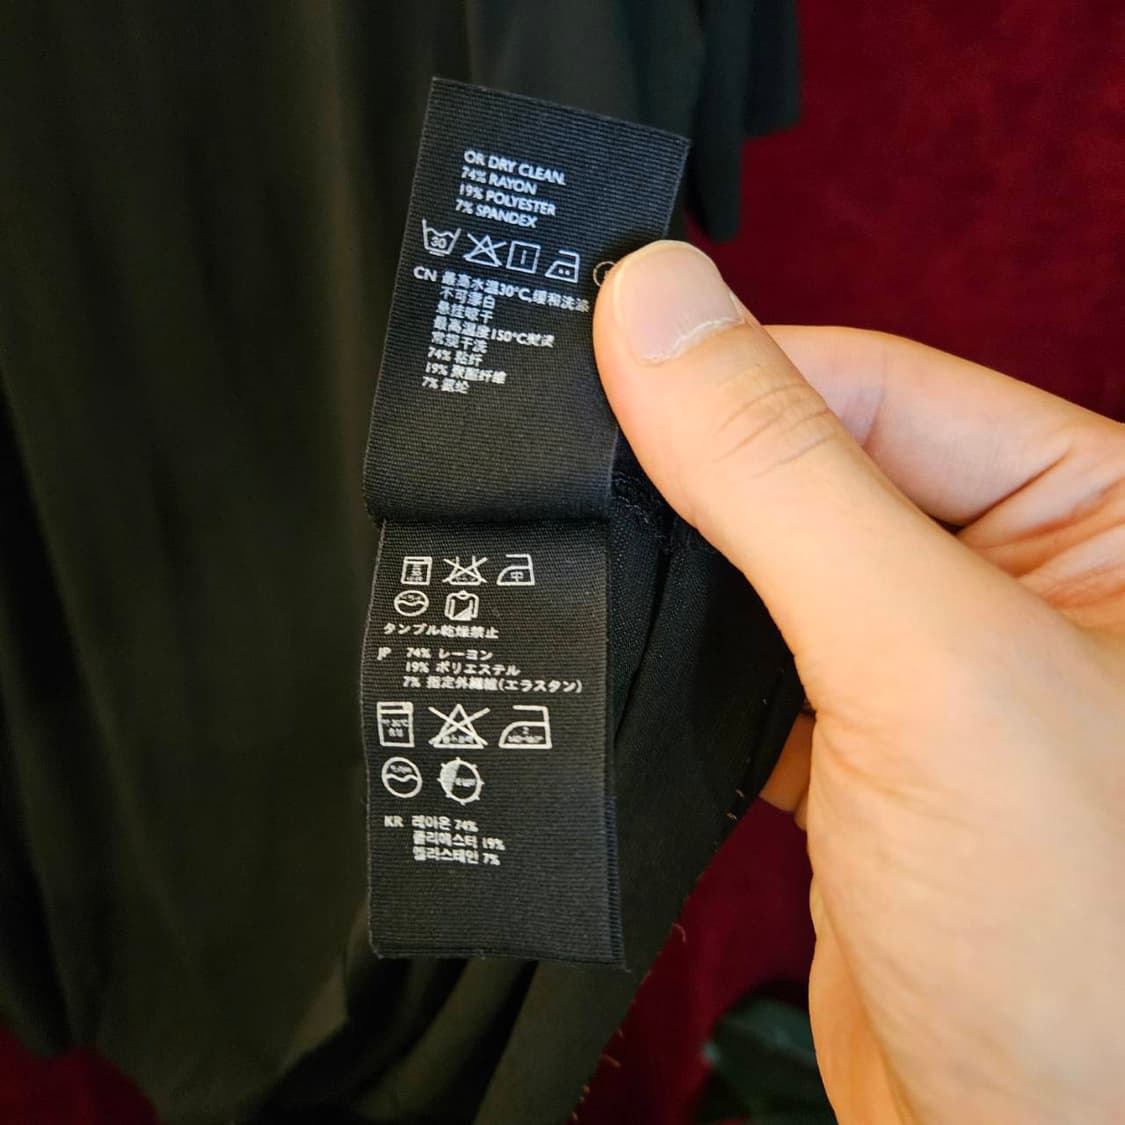 OR DRY CLEAN.
74% RAYON
19% POLYESTER
7% SPANDEX
30
CN 最高水温30°C,缓和洗涤
不可漂白
悬挂晾干
最高温度150°C熨烫
常规干洗
74% 粘纤
19% 聚酯纤维
7% 氨纶
中
タンブル乾燥禁止
JP 74% レーヨン
19% ポリエステル
7% 指定外繊維(エラスタン)
KR 레이온 74%
폴리에스터 19%
엘라스테인 7%